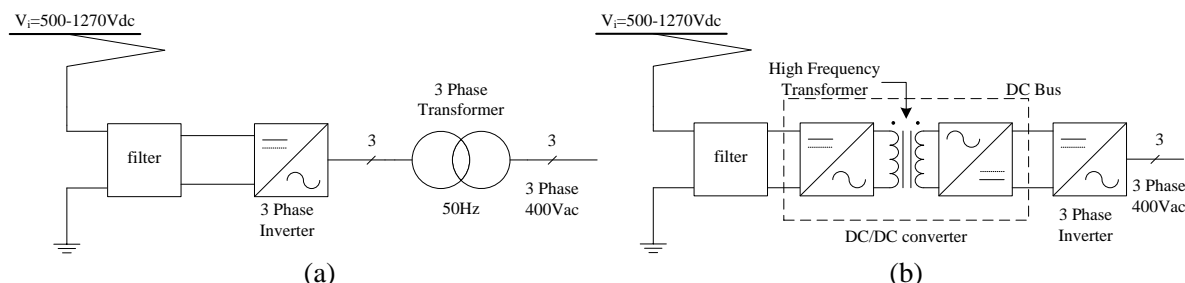 Vi=500-1270Vdc
filter
3 Phase
Inverter
3
3 Phase
Transformer
50Hz
3
3 Phase
400Vac
(a)
Vi=500-1270Vdc
filter
High Frequency
Transformer
DC Bus
DC/DC converter
3 Phase
Inverter
3
3 Phase
400Vac
(b)